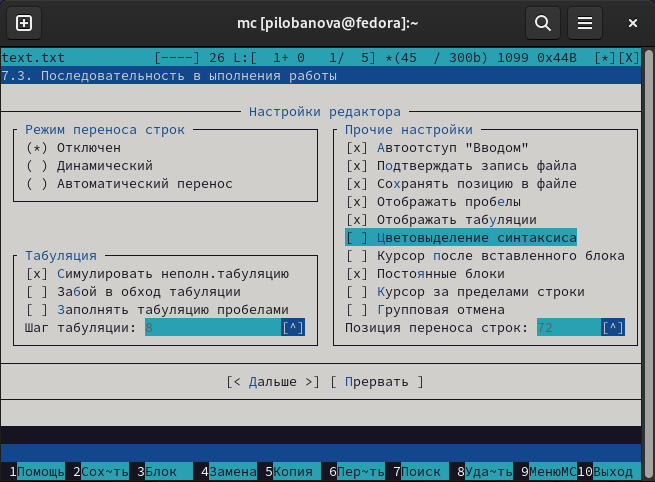 mc [pilobanova@fedora]:~
text.txt [----] 26 L:[ 1+ 0 1/ 5] *(45 / 300b) 1099 0x44B [*][X]
7.3. Последовательность в ыполнения работы
Настройки редактора
Режим переноса строк
(*) Отключен
( ) Динамический
( ) Автоматический перенос
Табуляция
[x] Симулировать неполн.табуляцию
[ ] Забой в обход табуляции
[ ] Заполнять табуляцию пробелами
Шаг табуляции: 8 [^]
Прочие настройки
[x] Автоотступ "Вводом"
[x] Подтверждать запись файла
[x] Сохранять позицию в файле
[x] Отображать пробелы
[x] Отображать табуляции
[ ] Цветовыделение синтаксиса
[ ] Курсор после вставленного блока
[x] Постоянные блоки
[ ] Курсор за пределами строки
[ ] Групповая отмена
Позиция переноса строк: 72 [^]
[< Дальше >] [ Прервать ]
1Помощь 2Сох~ть 3Блок 4Замена 5Копия 6Пер~ть 7Поиск 8Уда~ть 9МенюMC 10Выход